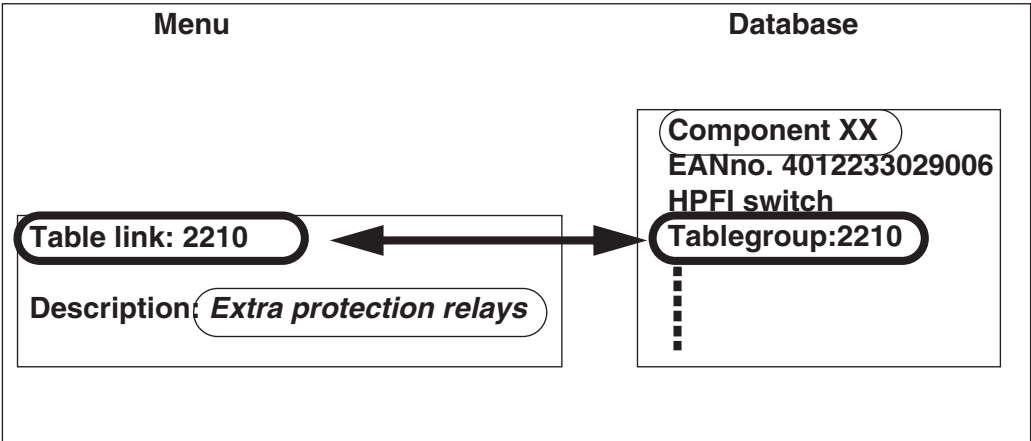 Menu
Database
Component XX
EANno. 4012233029006
HPFI switch
Tablegroup:2210
Table link: 2210
Description: Extra protection relays